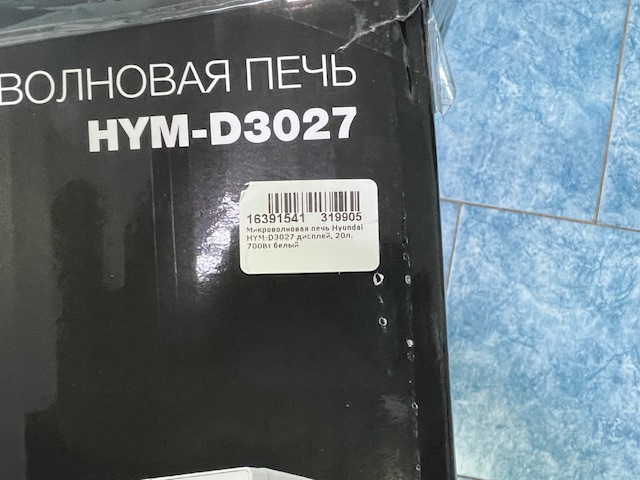 ВОЛНОВАЯ ПЕЧЬ
HYM-D3027
16391541 319905
Микроволновая печь Hyundai
HYM-D3027 дисплей, 20л.
700Вт белый